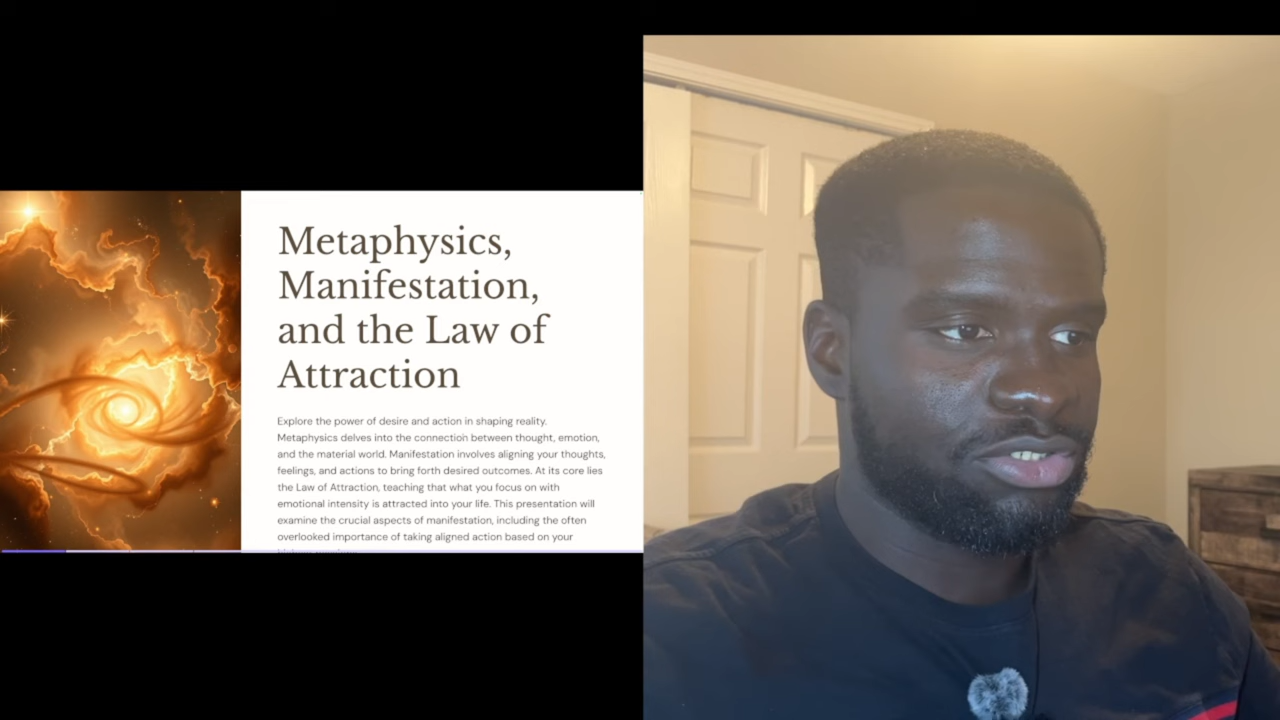 Metaphysics,
Manifestation,
and the Law of
Attraction
Explore the power of desire and action in shaping reality.
Metaphysics delves into the connection between thought, emotion,
and the material world. Manifestation involves aligning your thoughts,
feelings, and actions to bring forth desired outcomes. At its core lies
the Law of Attraction, teaching that what you focus on with
emotional intensity is attracted into your life. This presentation will
examine the crucial aspects of manifestation, including the often
overlooked importance of taking aligned action based on your